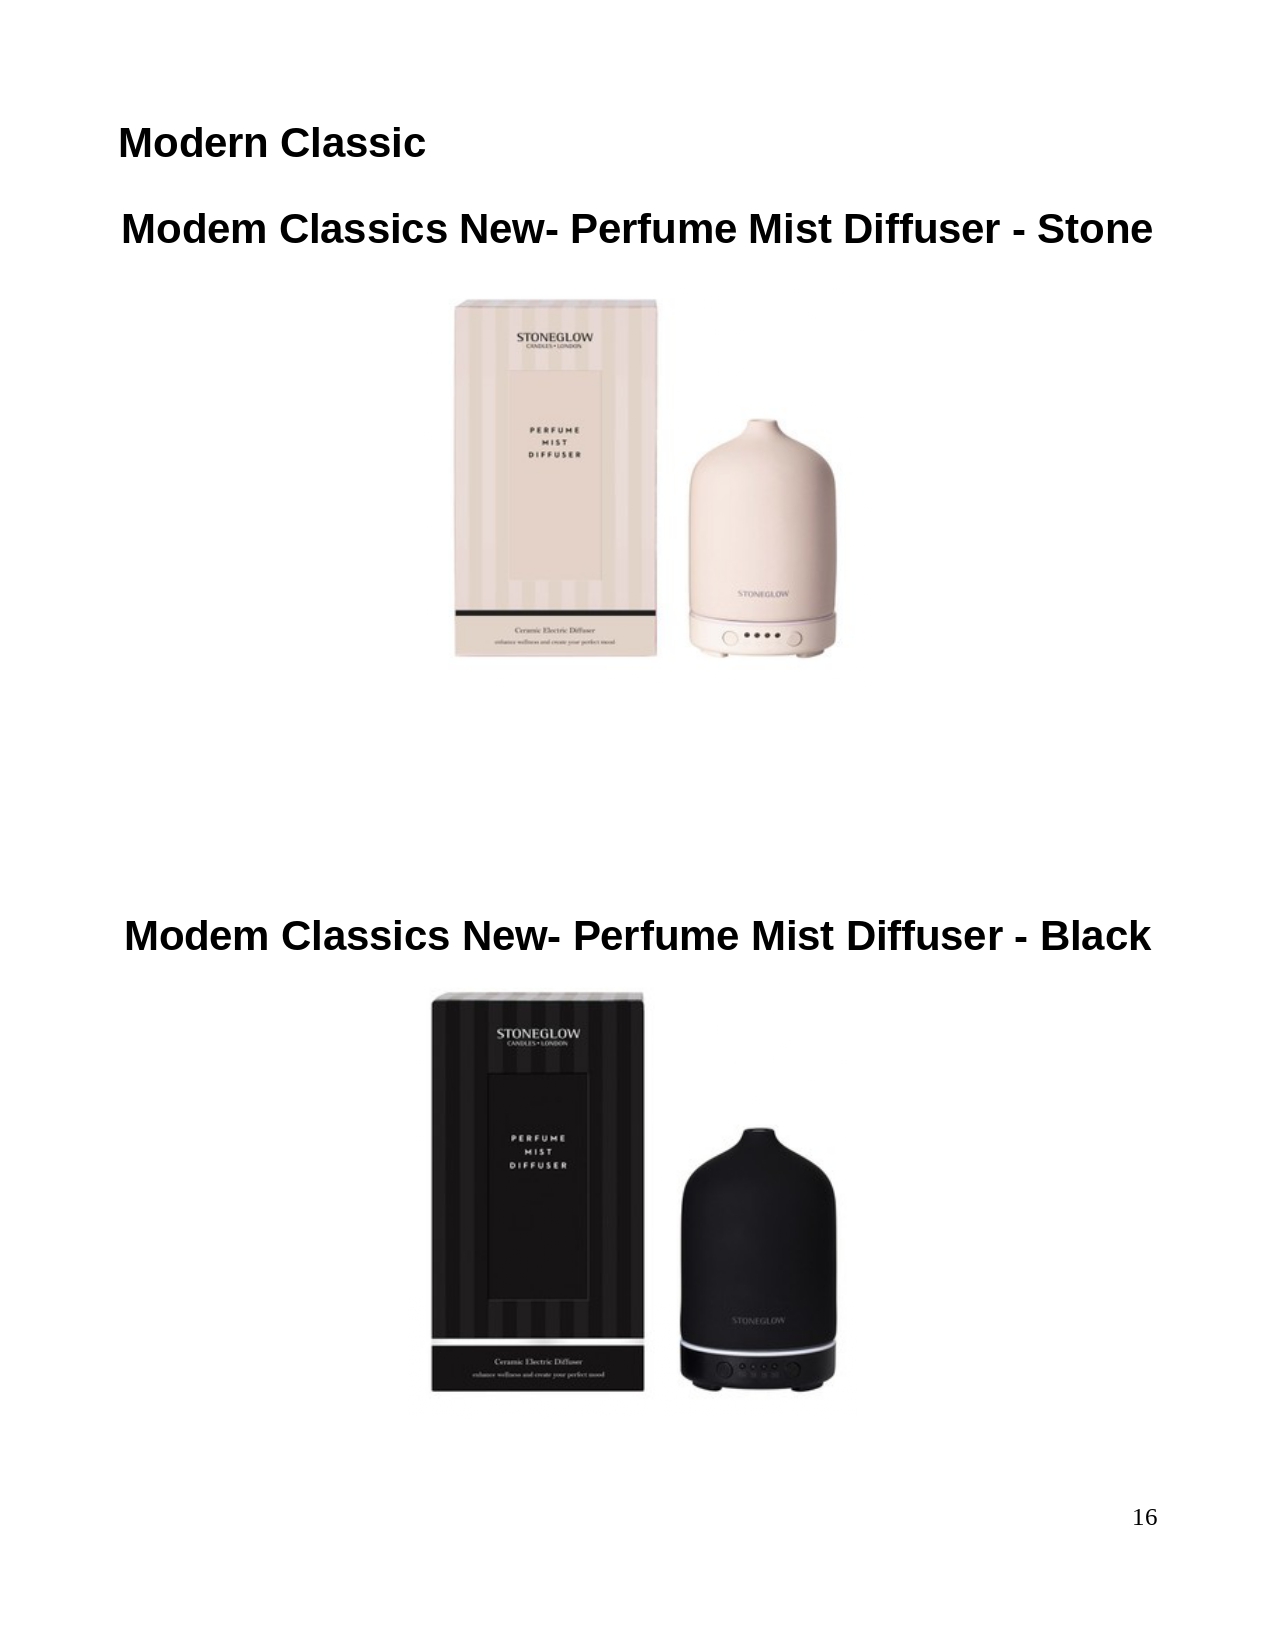 Modern Classic
Modem Classics New- Perfume Mist Diffuser - Stone
STONEGLOW
CANDLES • LONDON
PERFUME
MIST
DIFFUSER
STONEGLOW
Ceramic Electric Diffuser
enhance wellness and create your perfect mood
Modem Classics New- Perfume Mist Diffuser - Black
STONEGLOW
CANDLES • LONDON
PERFUME
MIST
DIFFUSER
STONEGLOW
Ceramic Electric Diffuser
enhance wellness and create your perfect mood
16